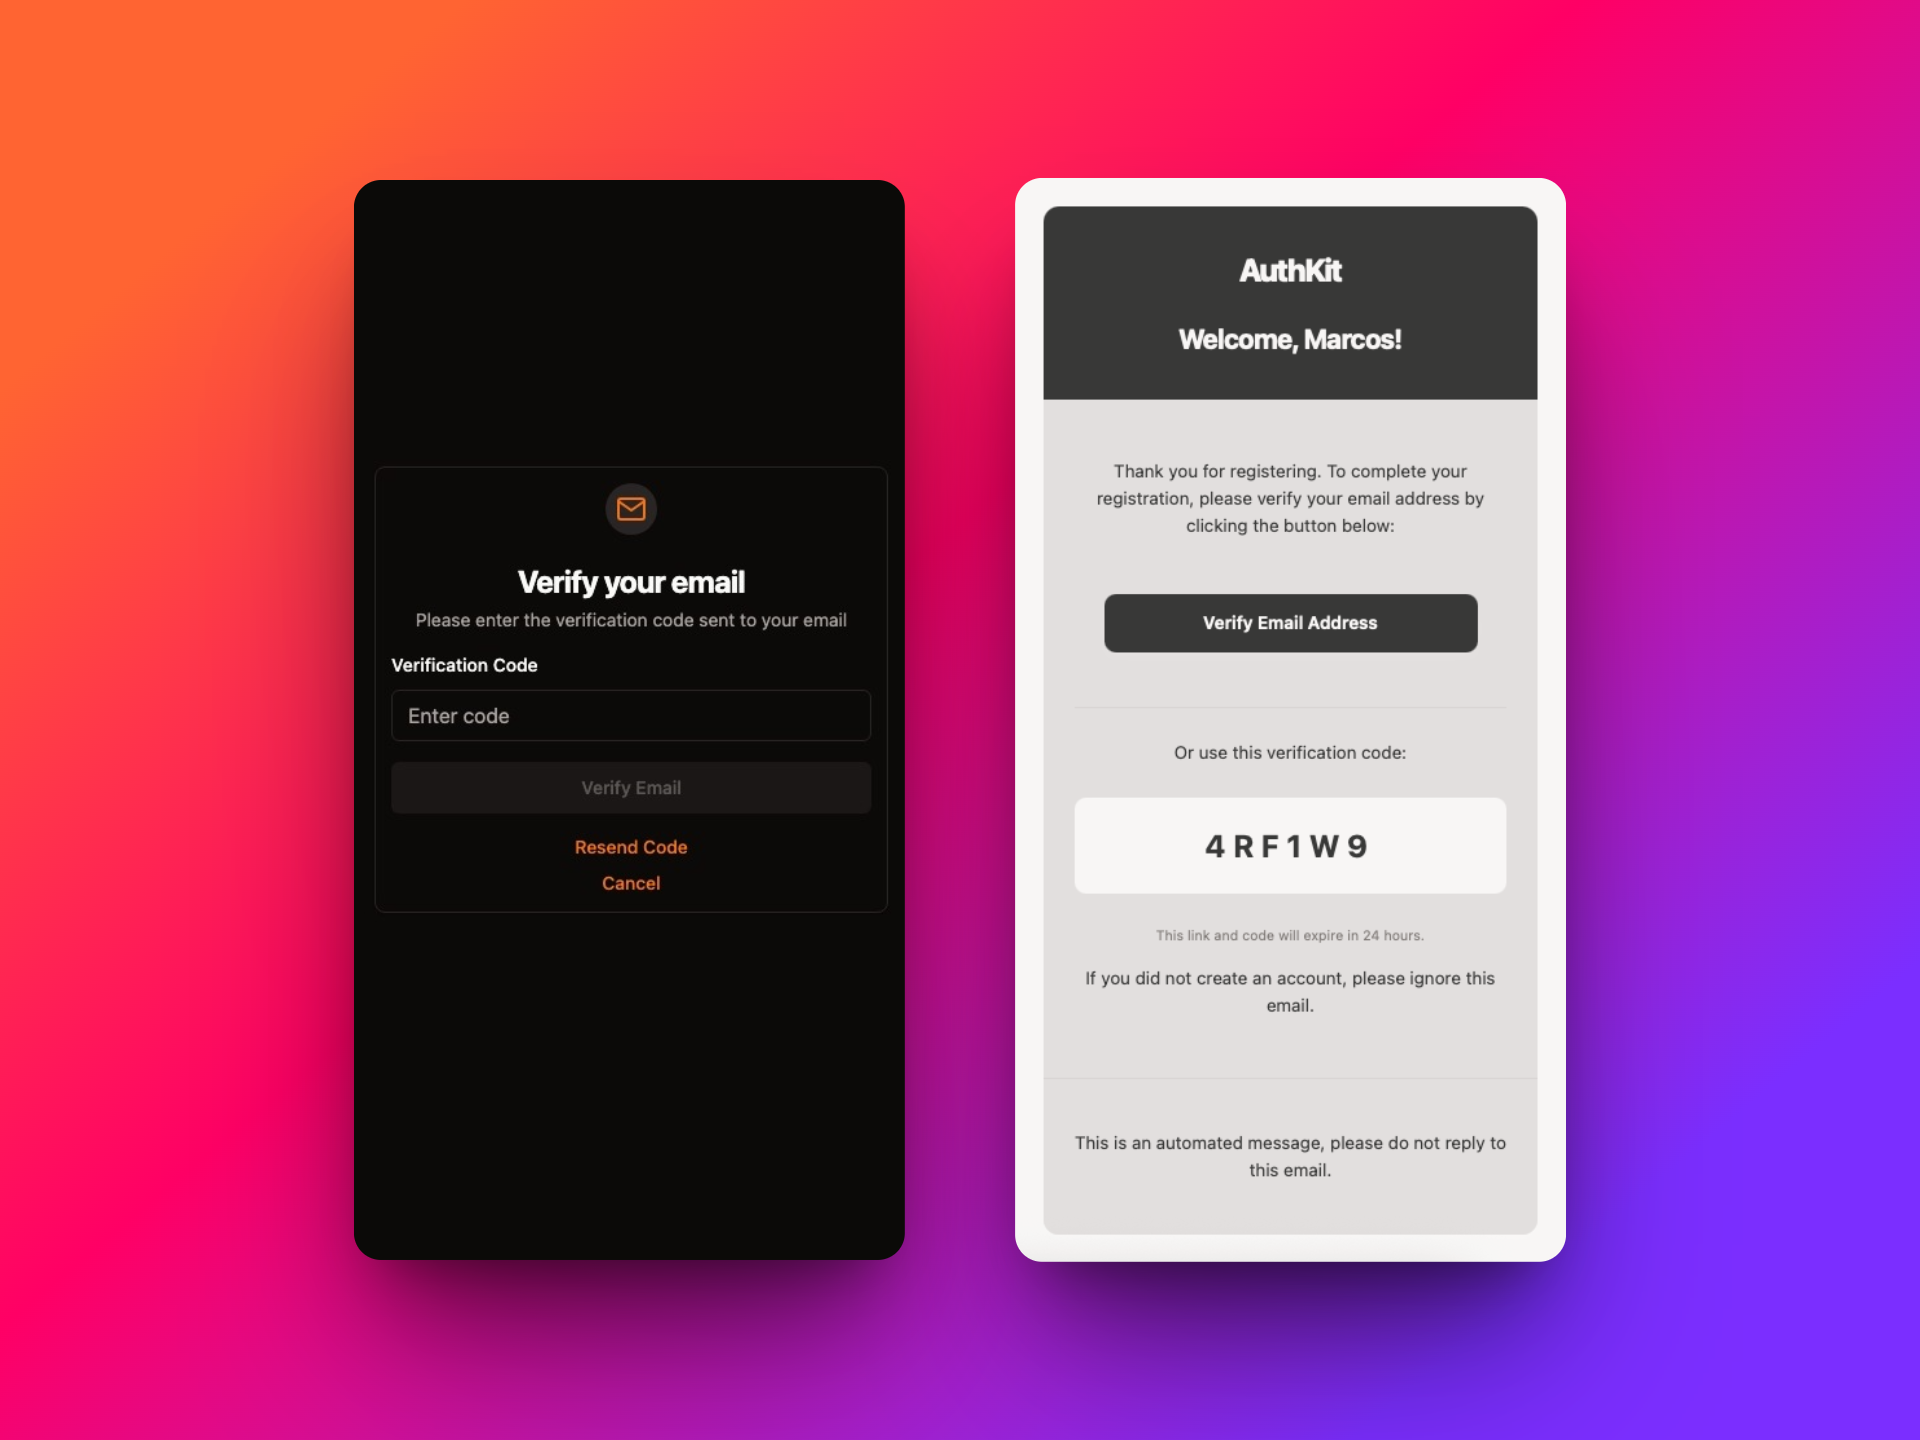 Verify your email
Please enter the verification code sent to your email
Verification Code
Enter code
Verify Email
Resend Code
Cancel
AuthKit
Welcome, Marcos!
Thank you for registering. To complete your
registration, please verify your email address by
clicking the button below:
Verify Email Address
Or use this verification code:
4RF1W9
This link and code will expire in 24 hours.
If you did not create an account, please ignore this
email.
This is an automated message, please do not reply to
this email.